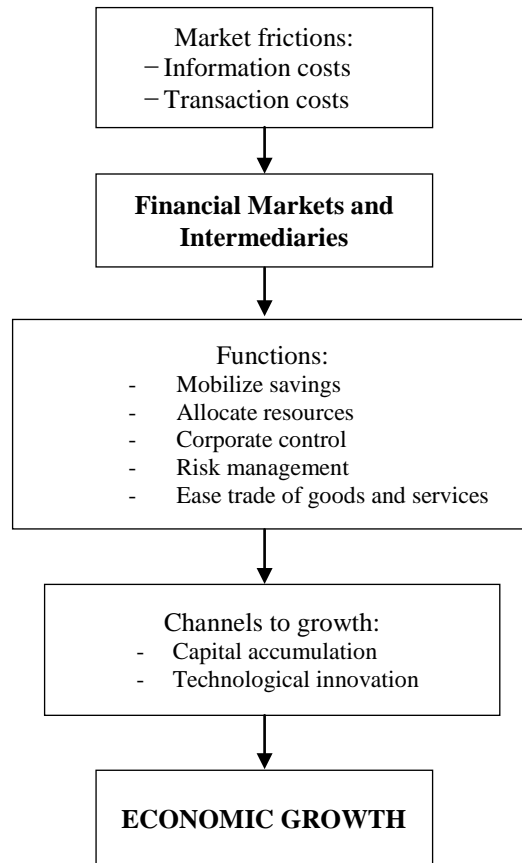 Market frictions:
− Information costs
− Transaction costs
Financial Markets and
Intermediaries
Functions:
- Mobilize savings
- Allocate resources
- Corporate control
- Risk management
- Ease trade of goods and services
Channels to growth:
- Capital accumulation
- Technological innovation
ECONOMIC GROWTH